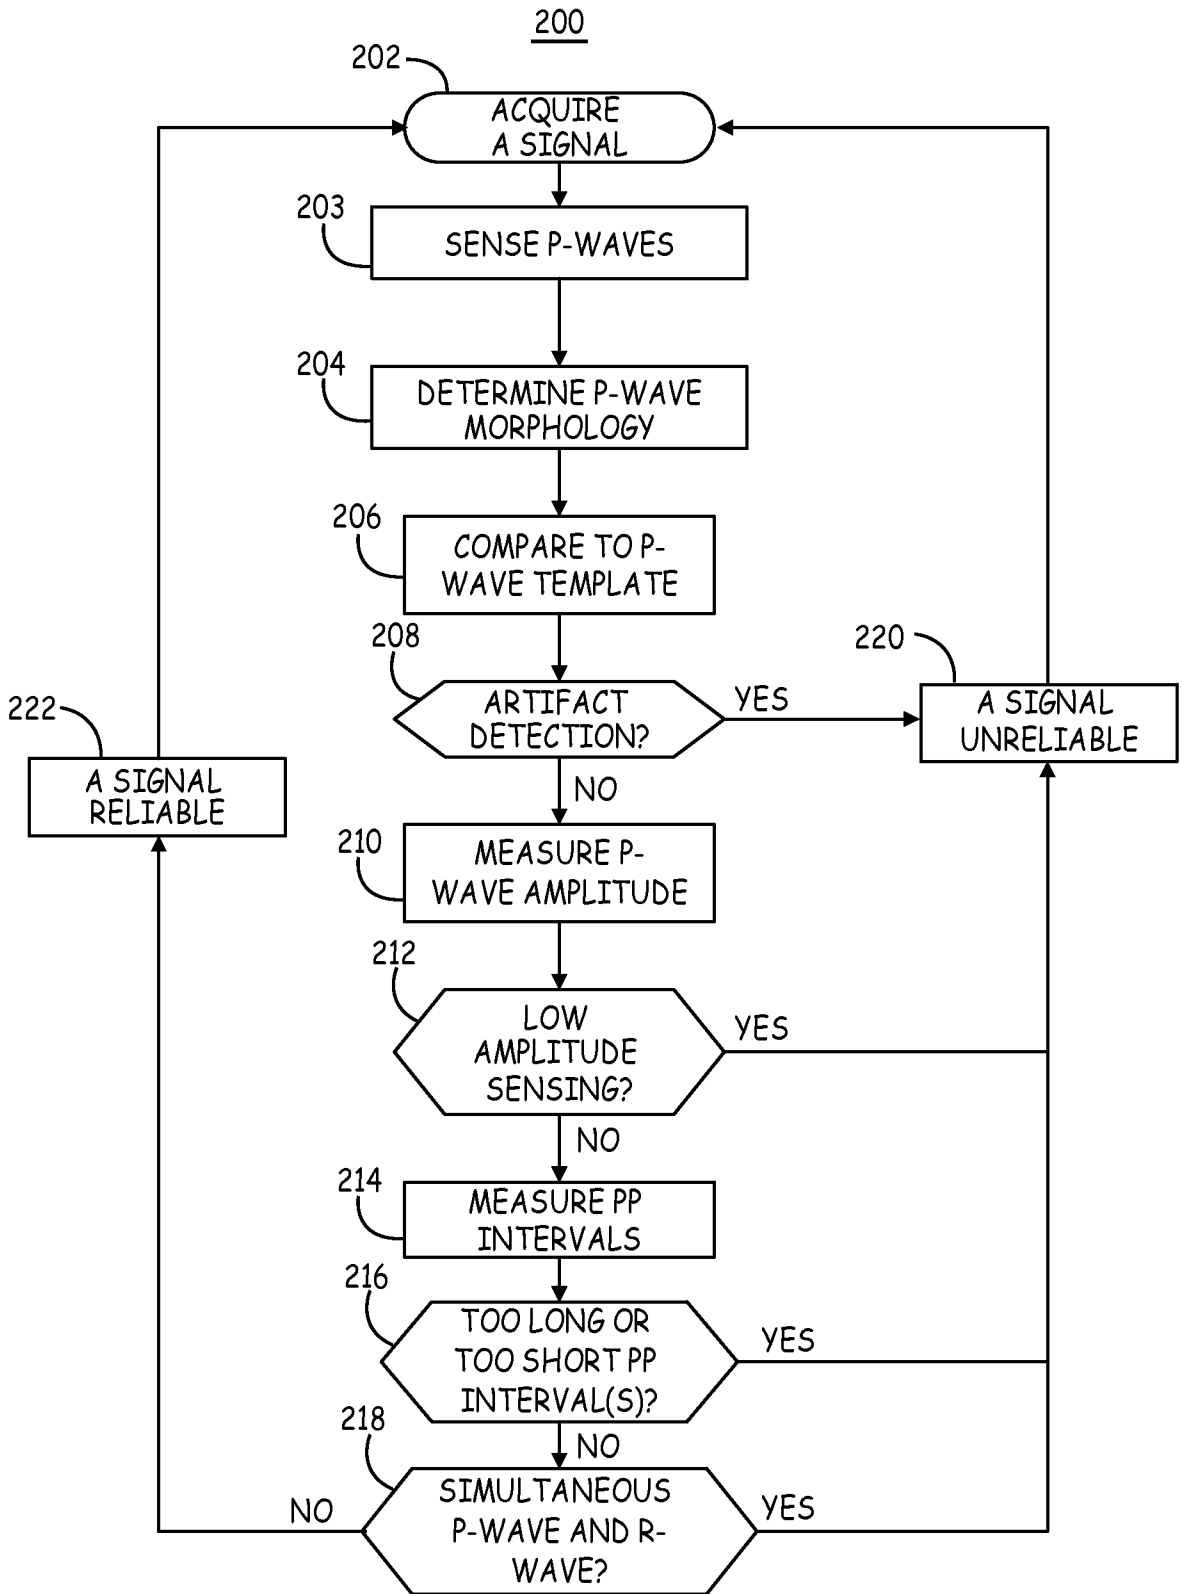 200
202
ACQUIRE
A SIGNAL
203
SENSE P-WAVES
204
DETERMINE P-WAVE
MORPHOLOGY
206
COMPARE TO P-
WAVE TEMPLATE
208
ARTIFACT
DETECTION?
YES
220
A SIGNAL
UNRELIABLE
222
A SIGNAL
RELIABLE
NO
210
MEASURE P-
WAVE AMPLITUDE
212
LOW
AMPLITUDE
SENSING?
YES
NO
214
MEASURE PP
INTERVALS
216
TOO LONG OR
TOO SHORT PP
INTERVAL(S)?
YES
NO
218
SIMULTANEOUS
P-WAVE AND R-
WAVE?
NO
YES